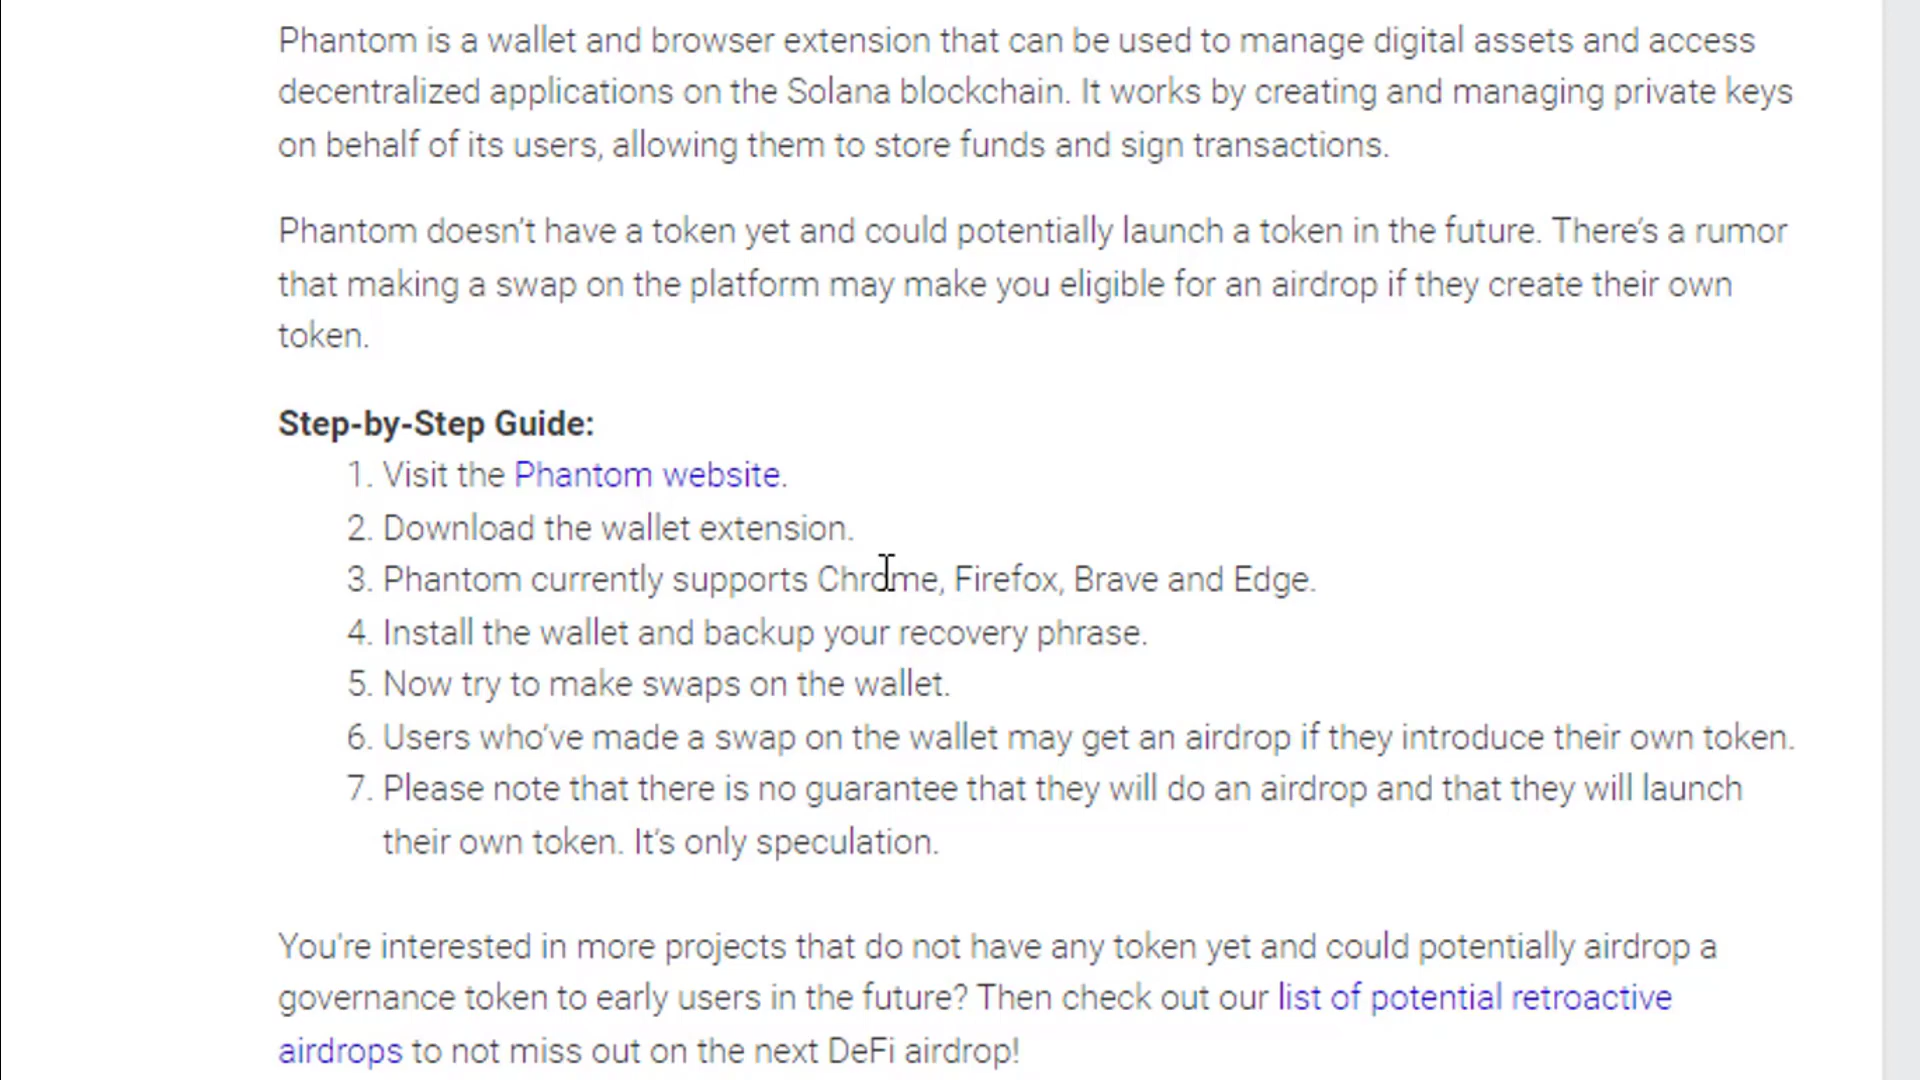 Phantom is a wallet and browser extension that can be used to manage digital assets and access
decentralized applications on the Solana blockchain. It works by creating and managing private keys
on behalf of its users, allowing them to store funds and sign transactions.
Phantom doesn't have a token yet and could potentially launch a token in the future. There's a rumor
that making a swap on the platform may make you eligible for an airdrop if they create their own
token.
Step-by-Step Guide:
1. Visit the Phantom website.
2. Download the wallet extension.
3. Phantom currently supports Chrome, Firefox, Brave and Edge.
4. Install the wallet and backup your recovery phrase.
5. Now try to make swaps on the wallet.
6. Users who've made a swap on the wallet may get an airdrop if they introduce their own token.
7. Please note that there is no guarantee that they will do an airdrop and that they will launch
their own token. It's only speculation.
You're interested in more projects that do not have any token yet and could potentially airdrop a
governance token to early users in the future? Then check out our list of potential retroactive
airdrops to not miss out on the next DeFi airdrop!